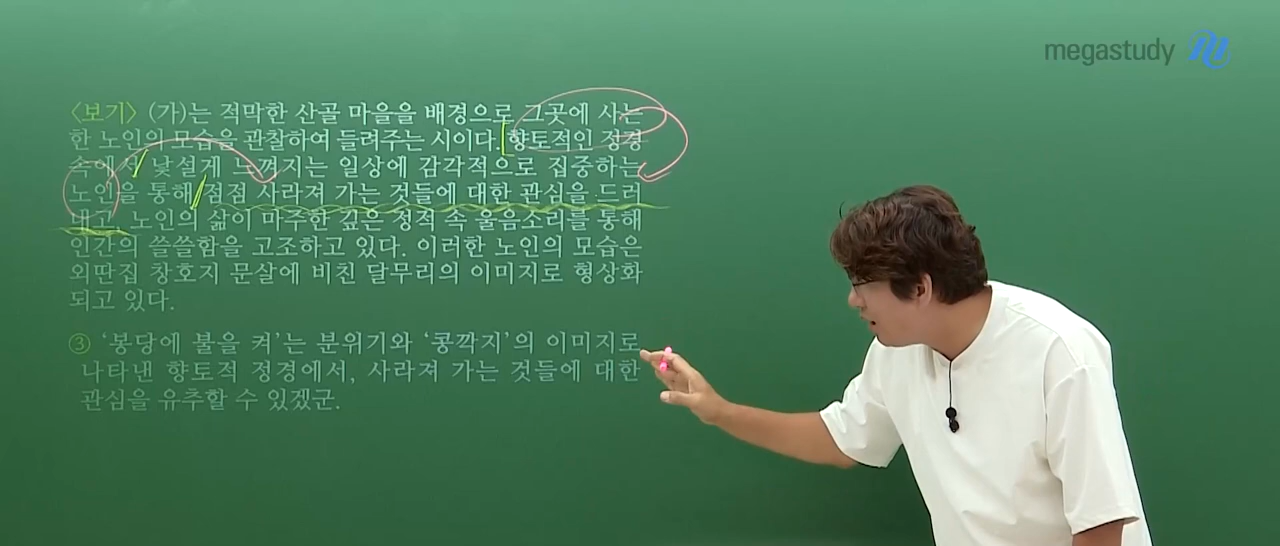 megastudy
<보기> (가)는 적막한 산골 마을을 배경으로 그곳에 사는
한 노인의 모습을 관찰하여 들려주는 시이다. 향토적인 정경
속에서 낯설게 느껴지는 일상에 감각적으로 집중하는
노인을 통해 점점 사라져 가는 것들에 대한 관심을 드러
내고, 노인의 삶이 마주한 깊은 정적 속 울음소리를 통해
인간의 쓸쓸함을 고조하고 있다. 이러한 노인의 모습은
외딴집 창호지 문살에 비친 달무리의 이미지로 형상화
되고 있다.
③ ‘봉당에 불을 켜’는 분위기와 ‘콩깍지’의 이미지로
나타낸 향토적 정경에서, 사라져 가는 것들에 대한
관심을 유추할 수 있겠군.